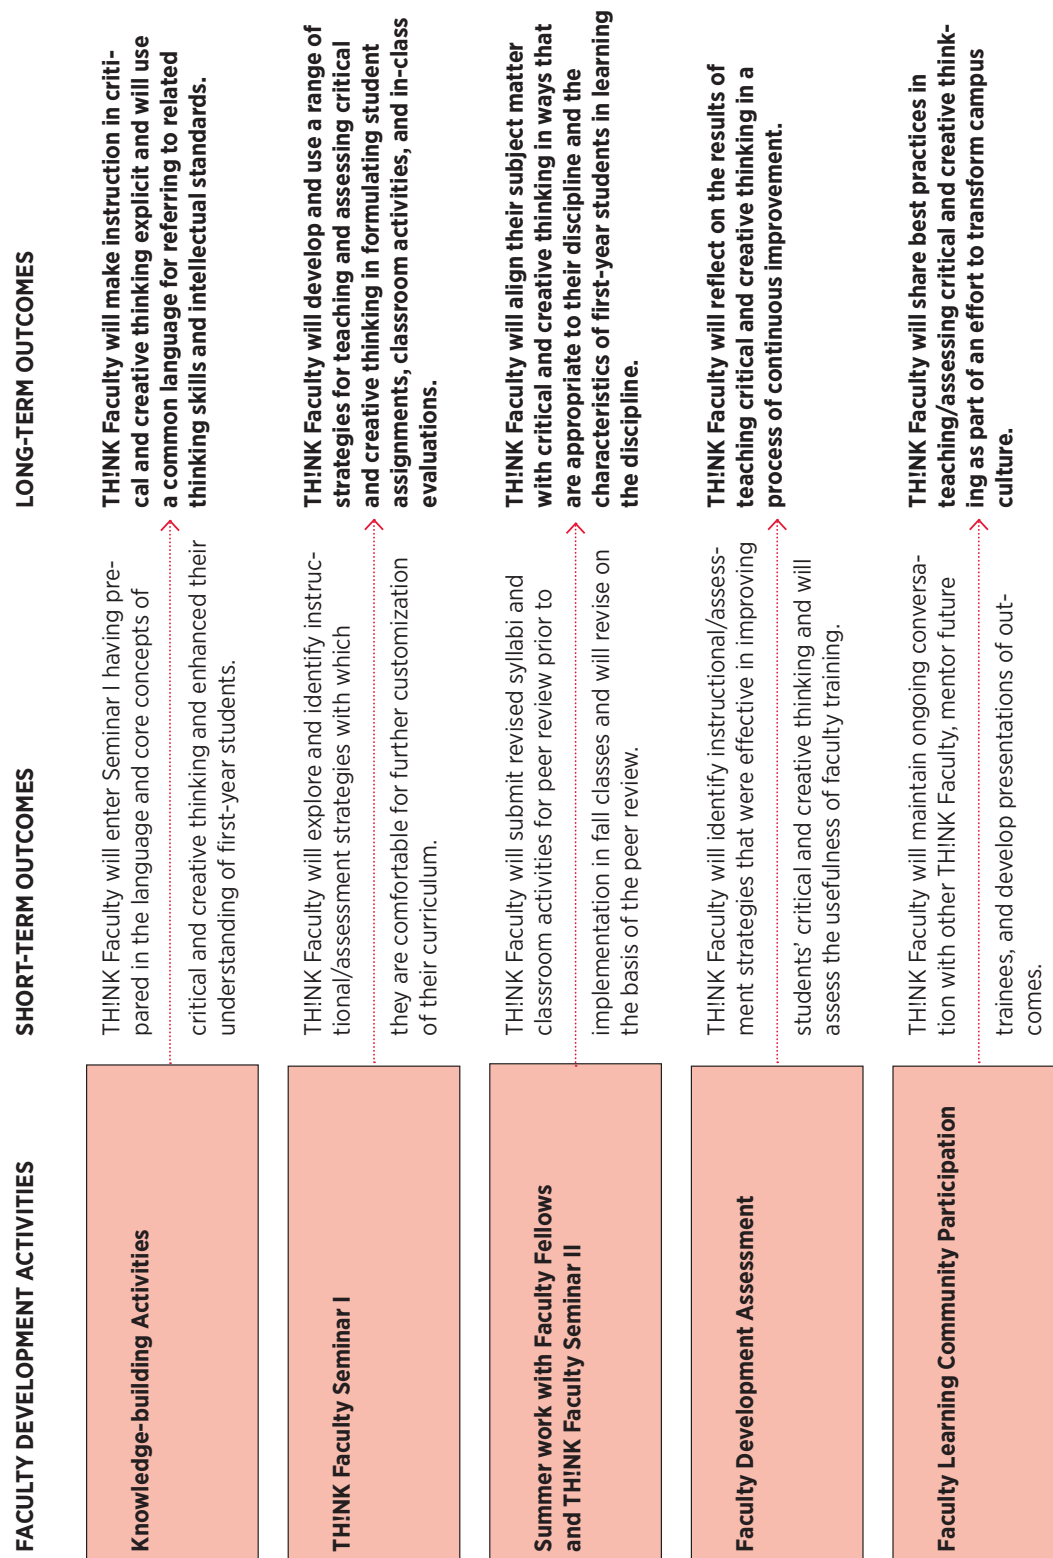 FACULTY DEVELOPMENT ACTIVITIES
SHORT-TERM OUTCOMES
LONG-TERM OUTCOMES
Knowledge-building Activities
TH!NK Faculty will enter Seminar I having pre-
pared in the language and core concepts of
critical and creative thinking and enhanced their
understanding of first-year students.
TH!NK Faculty will make instruction in criti-
cal and creative thinking explicit and will use
a common language for referring to related
thinking skills and intellectual standards.
TH!NK Faculty Seminar I
TH!NK Faculty will explore and identify instruc-
tional/assessment strategies with which
they are comfortable for further customization
of their curriculum.
TH!NK Faculty will develop and use a range of
strategies for teaching and assessing critical
and creative thinking in formulating student
assignments, classroom activities, and in-class
evaluations.
Summer work with Faculty Fellows
and TH!NK Faculty Seminar II
TH!NK Faculty will submit revised syllabi and
classroom activities for peer review prior to
implementation in fall classes and will revise on
the basis of the peer review.
TH!NK Faculty will align their subject matter
with critical and creative thinking in ways that
are appropriate to their discipline and the
characteristics of first-year students in learning
the discipline.
Faculty Development Assessment
TH!NK Faculty will identify instructional/assess-
ment strategies that were effective in improving
students' critical and creative thinking and will
assess the usefulness of faculty training.
TH!NK Faculty will reflect on the results of
teaching critical and creative thinking in a
process of continuous improvement.
Faculty Learning Community Participation
TH!NK Faculty will maintain ongoing conversa-
tion with other TH!NK Faculty, mentor future
trainees, and develop presentations of out-
comes.
TH!NK Faculty will share best practices in
teaching/assessing critical and creative think-
ing as part of an effort to transform campus
culture.